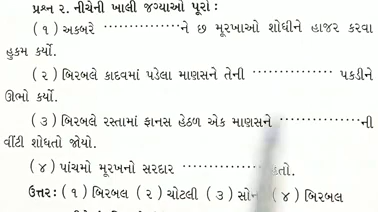 પ્રશ્ન ૨. નીચેની ખાલી જગ્યાઓ પૂરો :
(૧) અકબરે ··············ને છ મૂરખાઓ શોધીને હાજર કરવા
હુકમ કર્યો.
(૨) બિરબલે કાદવમાં પડેલા માણસને તેની ·············· પકડીને
ઊભો કર્યો.
(૩) બિરબલે રસ્તામાં ફાનસ હેઠળ એક માણસને ··············ની
વીંટી શોધતો જોયો.
(૪) પાંચમો મૂરખનો સરદાર ·············· હતો.
ઉત્તર: (૧) બિરબલ (૨) ચોટલી (૩) (૪) બિરબલ